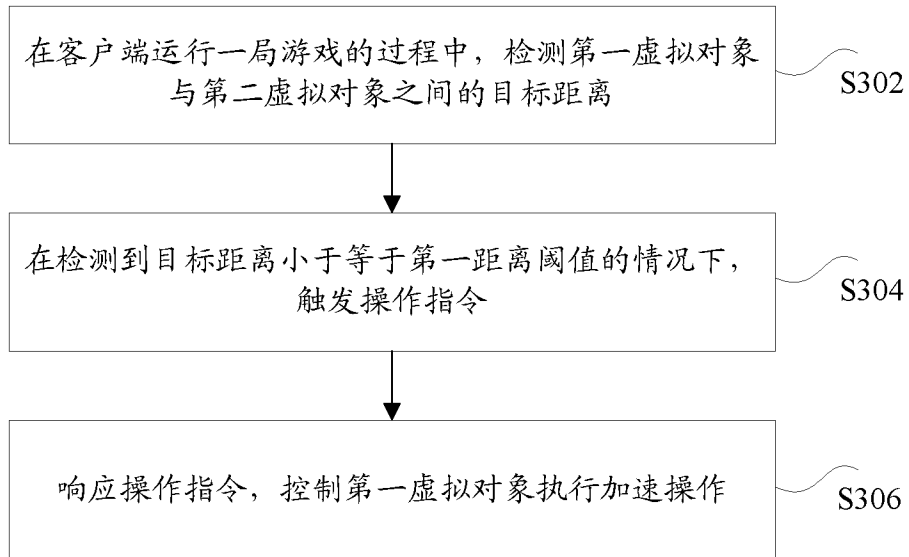 在客户端运行一局游戏的过程中，检测第一虚拟对象
与第二虚拟对象之间的目标距离
S302
在检测到目标距离小于等于第一距离阈值的情况下，
触发操作指令
S304
响应操作指令，控制第一虚拟对象执行加速操作
S306